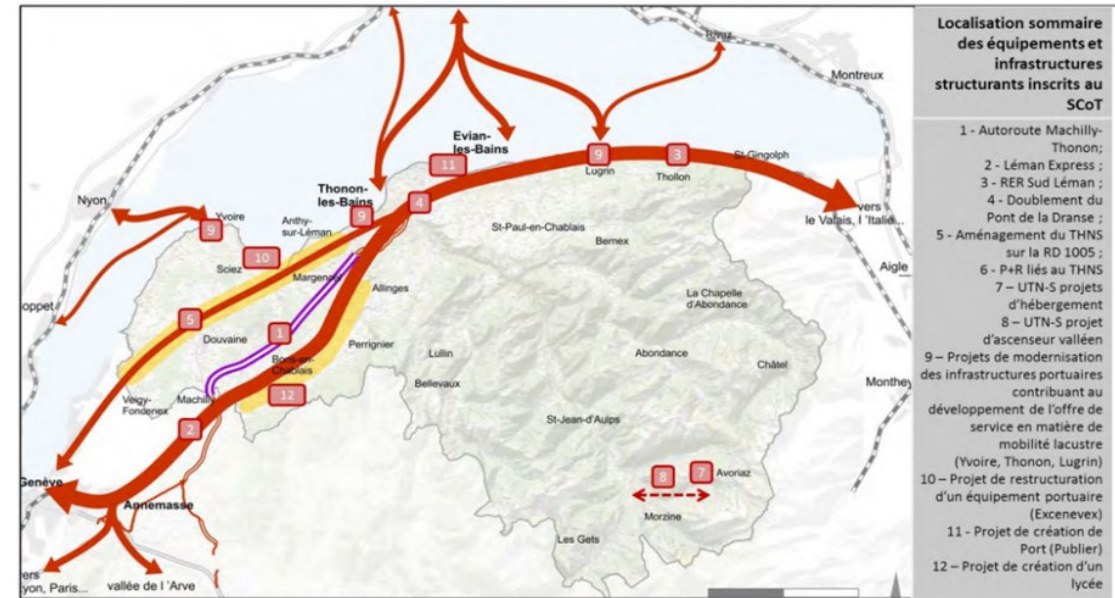 Rivaz
Montreux
Evian-
les-Bains
11
9
3
St-Gingolph
Lugrin
Thollon
Thonon-
les-Bains
Nyon
9
4
vers
le Valais, l 'Italie...
Yvoire
9
Anthy-
sur-Léman
St-Paul-en-Chablais
Bernex
10
Sciez
Margencel
Aigle
Allinges
La Chapelle
d'Abondance
oppet
5
1
Douvaine
Perrignier
Bons-en-
Chablais
Lullin
Abondance
Châtel
Bellevaux
Monthey
12
Veigy-
Foncenex
Machilly
2
St-Jean-d'Aulps
8
7
Avoriaz
Genève
Annemasse
Morzine
Les Gets
vers
yon, Paris...
vallée de l 'Arve
Localisation sommaire
des équipements et
infrastructures
structurants inscrits au
SCoT
1 - Autoroute Machilly-
Thonon;
2 - Léman Express ;
3 - RER Sud Léman ;
4 - Doublement du
Pont de la Dranse ;
5 - Aménagement du THNS
sur la RD 1005 ;
6 - P+R liés au THNS
7 – UTN-S projets
d'hébergement
8 – UTN-S projet
d'ascenseur valléen
9 – Projets de modernisation
des infrastructures portuaires
contribuant au
développement de l'offre de
service en matière de
mobilité lacustre
(Yvoire, Thonon, Lugrin)
10 – Projet de restructuration
d'un équipement portuaire
(Excenevex)
11 - Projet de création de
Port (Publier)
12 – Projet de création d'un
lycée